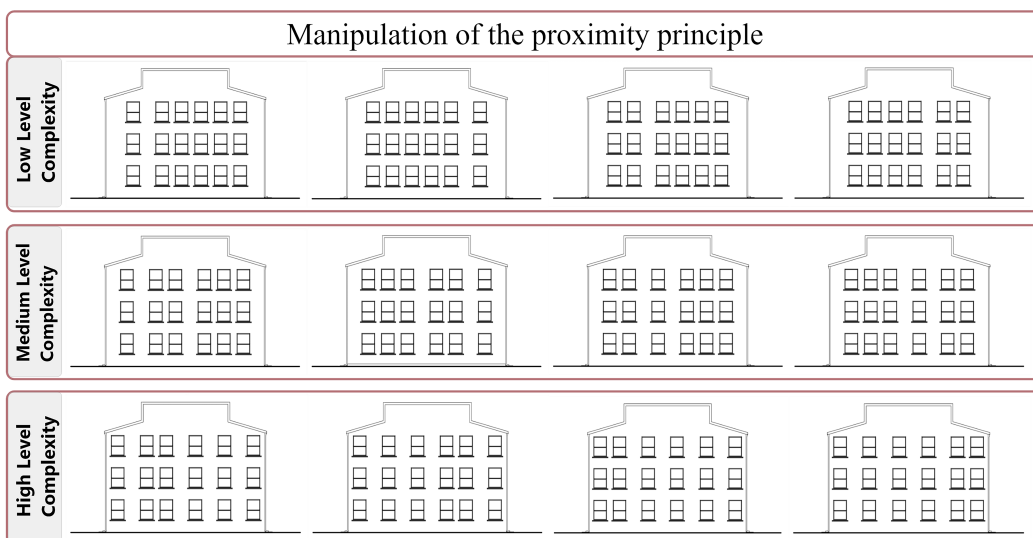 Manipulation of the proximity principle
Low Level
Complexity
Medium Level
Complexity
High Level
Complexity